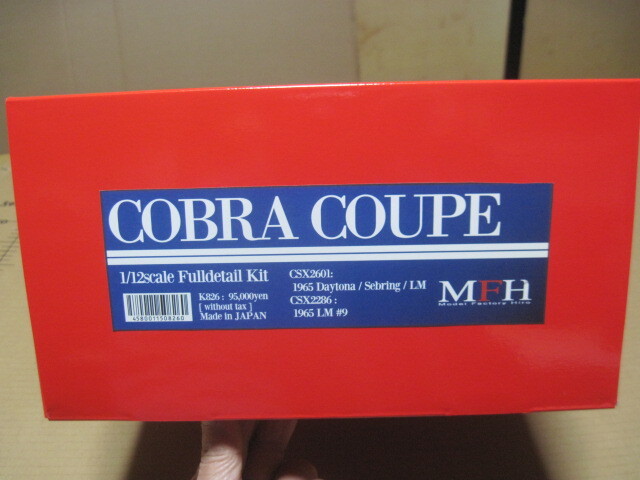 COBRA COUPE
1/12scale Fulldetail Kit
K826 : 95,000yen
[ without tax ]
Made in JAPAN
4580011508260
CSX2601:
1965 Daytona / Sebring / LM
CSX2286 :
1965 LM #9
MFH
Model Factory Hiro